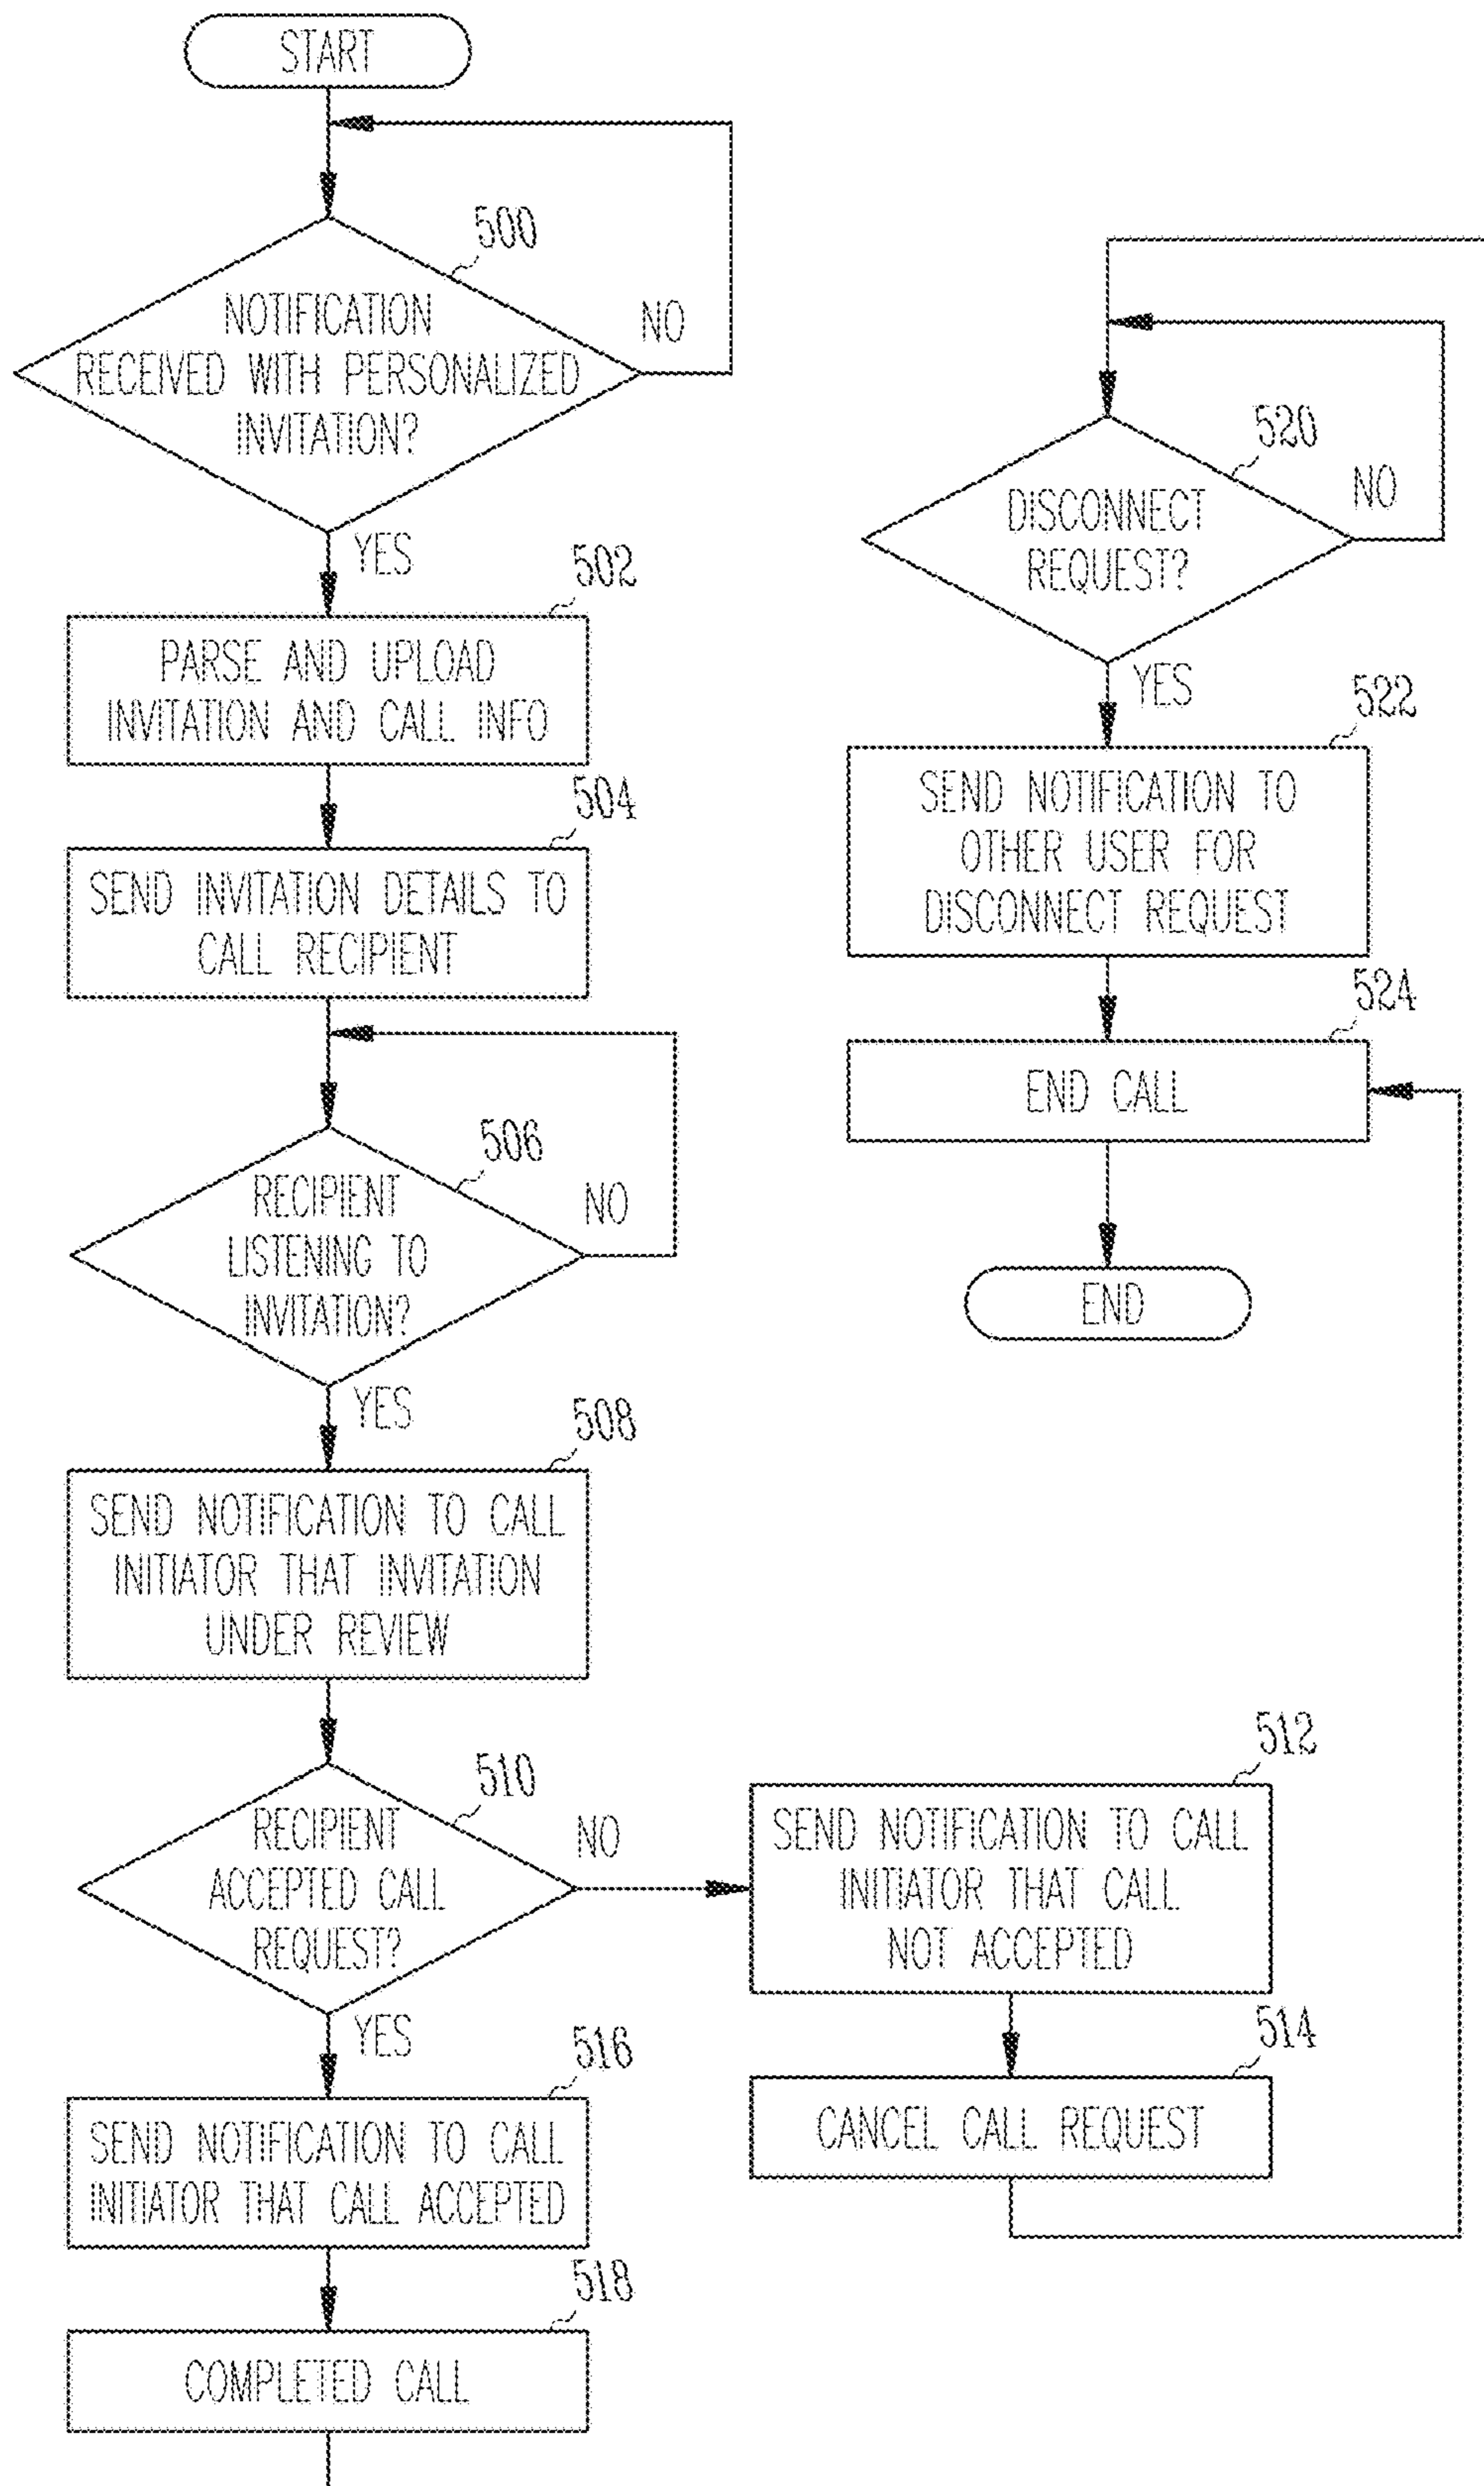 START
500
NOTIFICATION
RECEIVED WITH PERSONALIZED
INVITATION?
NO
YES
502
PARSE AND UPLOAD
INVITATION AND CALL INFO
504
SEND INVITATION DETAILS TO
CALL RECIPIENT
506
RECIPIENT
LISTENING TO
INVITATION?
NO
YES
508
SEND NOTIFICATION TO CALL
INITIATOR THAT INVITATION
UNDER REVIEW
510
RECIPIENT
ACCEPTED CALL
REQUEST?
NO
YES
512
SEND NOTIFICATION TO CALL
INITIATOR THAT CALL
NOT ACCEPTED
514
CANCEL CALL REQUEST
516
SEND NOTIFICATION TO CALL
INITIATOR THAT CALL ACCEPTED
518
COMPLETED CALL
520
DISCONNECT
REQUEST?
NO
YES
522
SEND NOTIFICATION TO
OTHER USER FOR
DISCONNECT REQUEST
524
END CALL
END